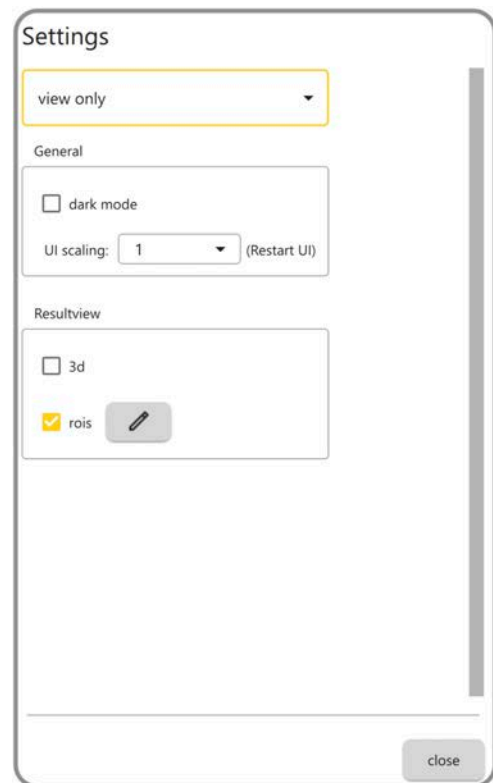 Settings
view only
General
dark mode
UI scaling: 1 (Restart UI)
Resultview
3d
rois
close